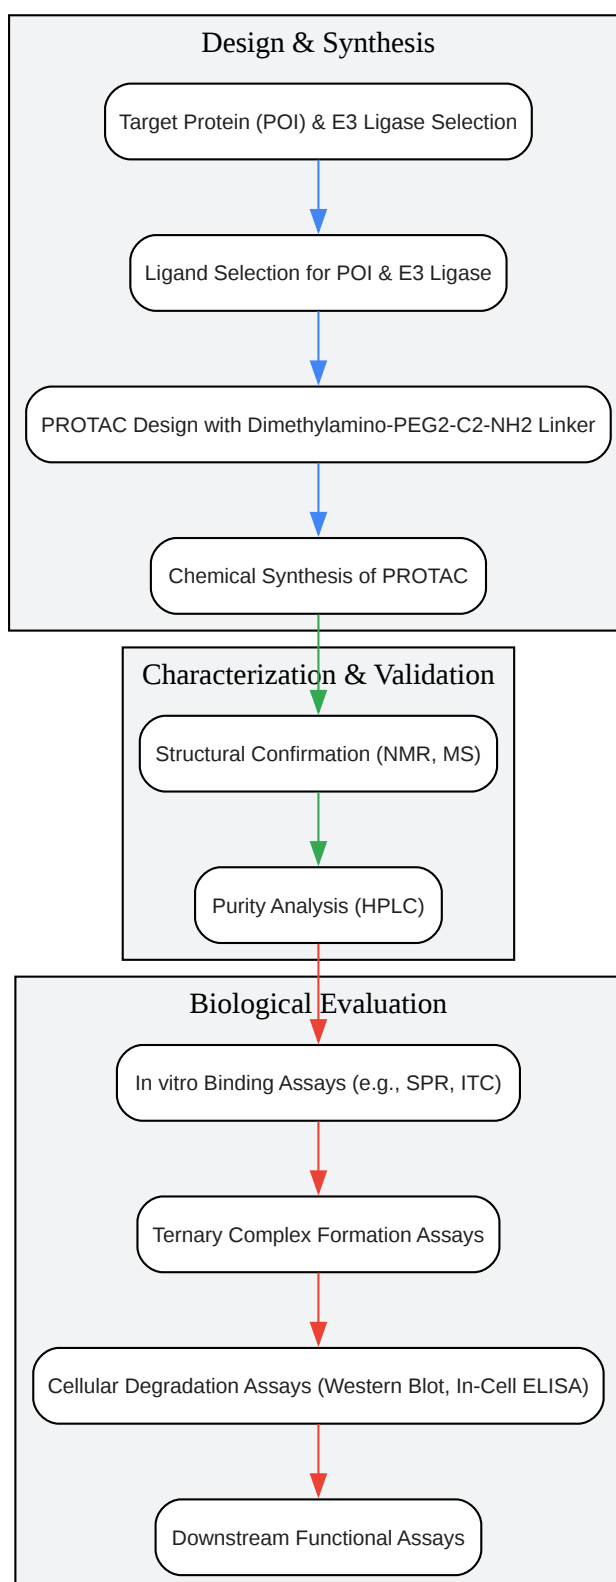 Design & Synthesis
Target Protein (POI) & E3 Ligase Selection
Ligand Selection for POI & E3 Ligase
PROTAC Design with Dimethylamino-PEG2-C2-NH2 Linker
Chemical Synthesis of PROTAC
Characterization & Validation
Structural Confirmation (NMR, MS)
Purity Analysis (HPLC)
Biological Evaluation
In vitro Binding Assays (e.g., SPR, ITC)
Ternary Complex Formation Assays
Cellular Degradation Assays (Western Blot, In-Cell ELISA)
Downstream Functional Assays